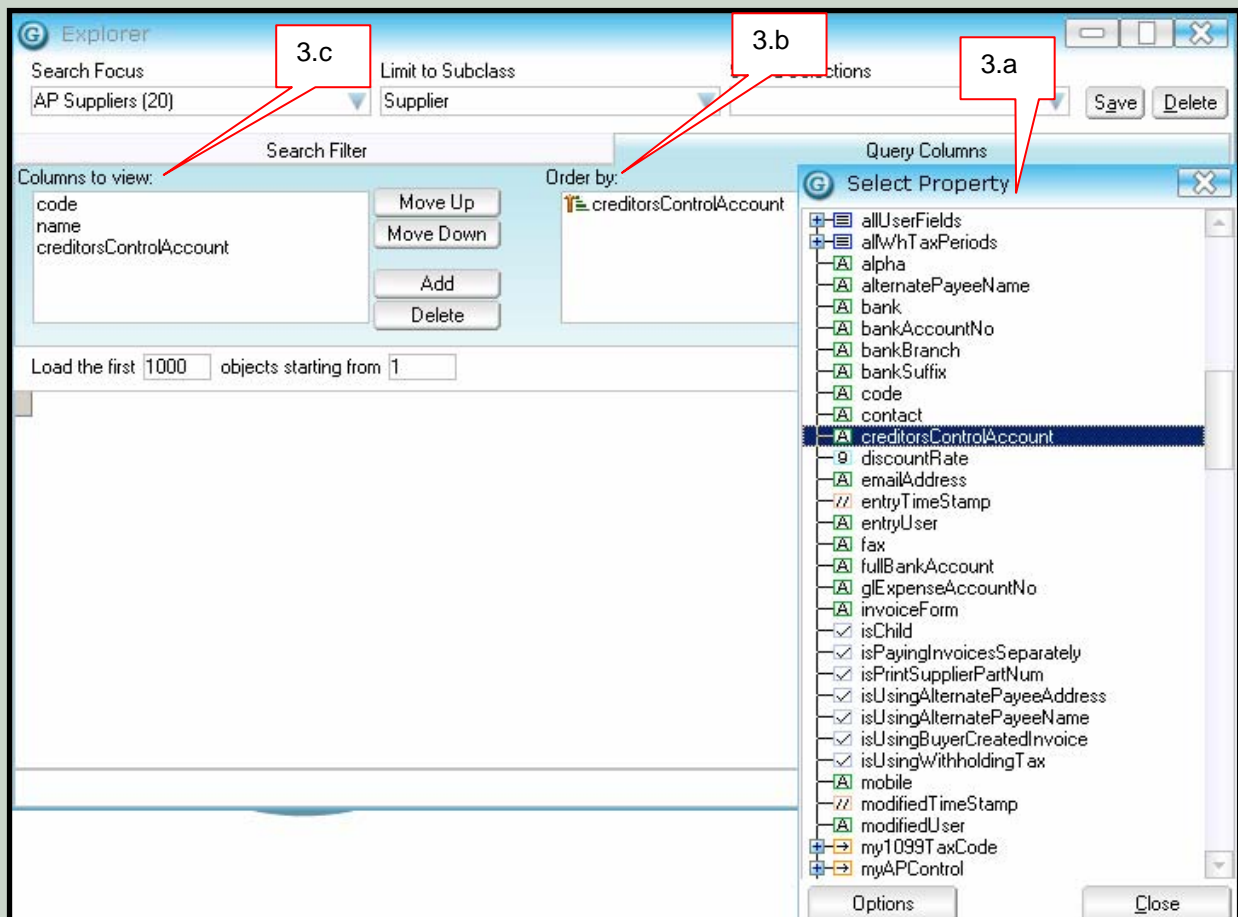 Explorer
3.c
3.b
3.a
Search Focus
Limit to Subclass
AP Suppliers (20)
Supplier
Save
Delete
Search Filter
Query Columns
Columns to view:
code
name
creditorsControlAccount
Move Up
Move Down
Add
Delete
Order by:
creditorsControlAccount
Load the first 1000 objects starting from 1
Select Property
allUserFields
allWhTaxPeriods
alpha
alternatePayeeName
bank
bankAccountNo
bankBranch
bankSuffix
code
contact
creditorsControlAccount
discountRate
emailAddress
entryTimeStamp
entryUser
fax
fullBankAccount
glExpenseAccountNo
invoiceForm
isChild
isPayingInvoicesSeparately
isPrintSupplierPartNum
isUsingAlternatePayeeAddress
isUsingAlternatePayeeName
isUsingBuyerCreatedInvoice
isUsingWithholdingTax
mobile
modifiedTimeStamp
modifiedUser
my1099TaxCode
myAPControl
Options
Close